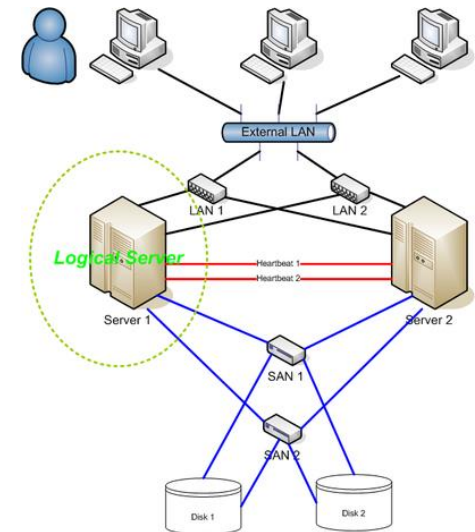 External LAN
LAN 1
LAN 2
Logical Server
Heartbeat 1
Heartbeat 2
Server 1
Server 2
SAN 1
SAN 2
Disk 1
Disk 2